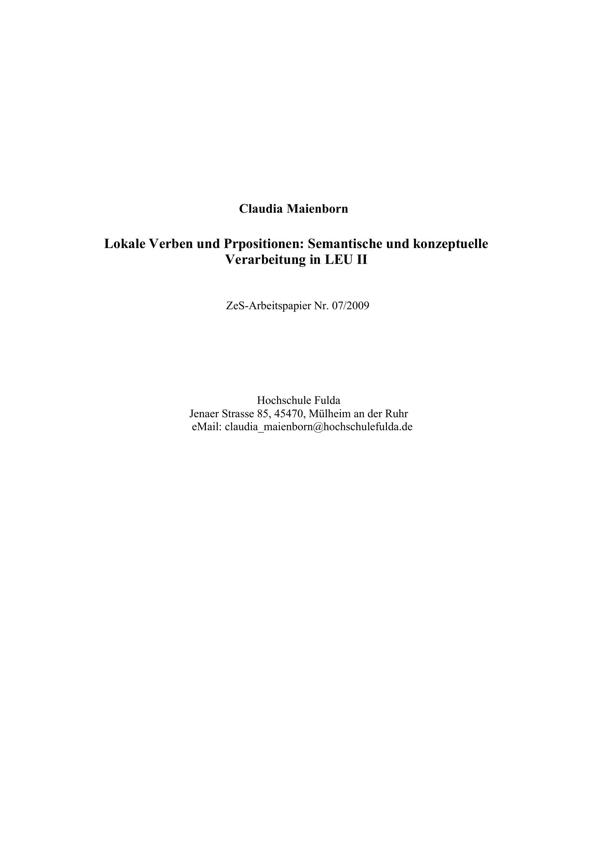 Claudia Maienborn
Lokale Verben und Prpositionen: Semantische und konzeptuelle
Verarbeitung in LEU II
ZeS-Arbeitspapier Nr. 07/2009
Hochschule Fulda
Jenaer Strasse 85, 45470, Mülheim an der Ruhr
eMail: claudia_maienborn@hochschulefulda.de